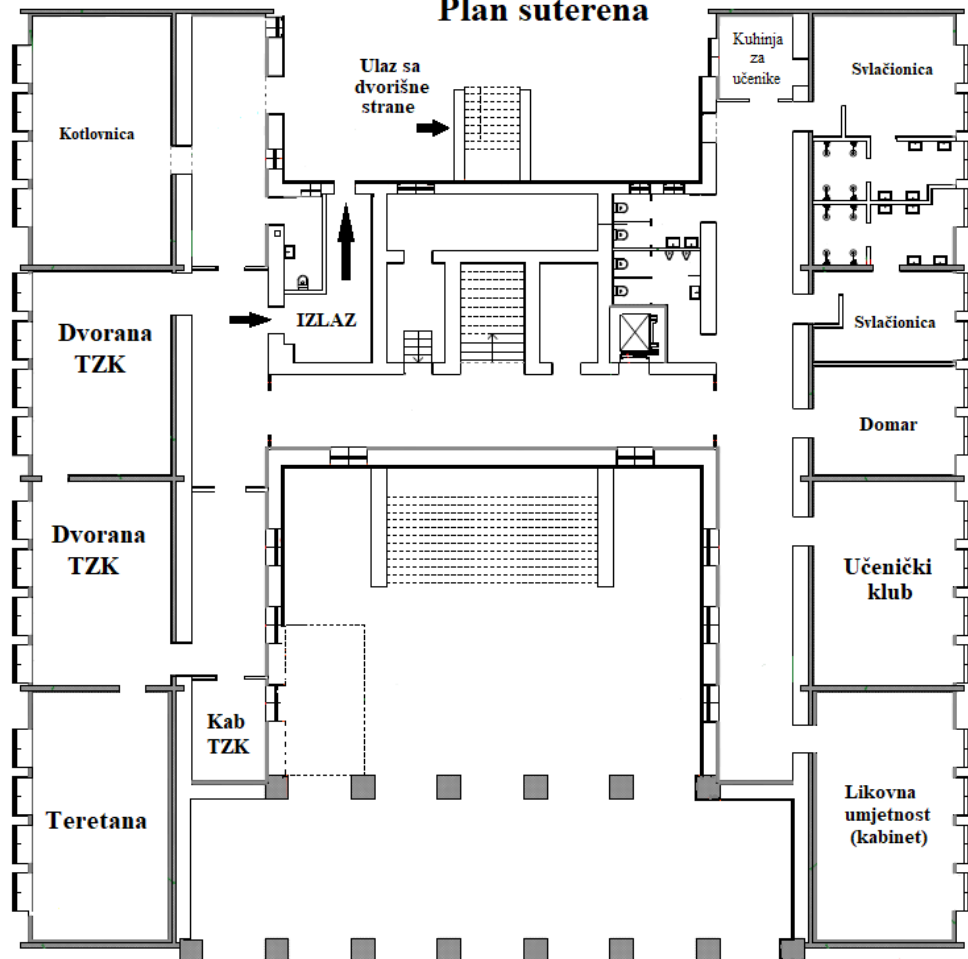 Plan suterena
Kuhinja
za
učenike
Svlačionica
Ulaz sa
dvorišne
strane
Kotlovnica
IZLAZ
Svlačionica
Dvorana
TZK
Domar
Dvorana
TZK
Učenički
klub
Kab
TZK
Teretana
Likovna
umjetnost
(kabinet)